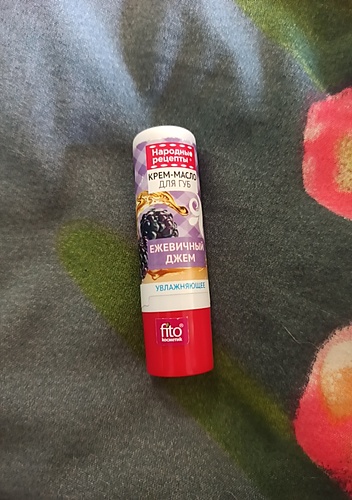 Народные
рецепты
КРЕМ-МАСЛО
ДЛЯ ГУБ
ЕЖЕВИЧНЫЙ
ДЖЕМ
УВЛАЖНЯЮЩЕЕ
fito®
косметик